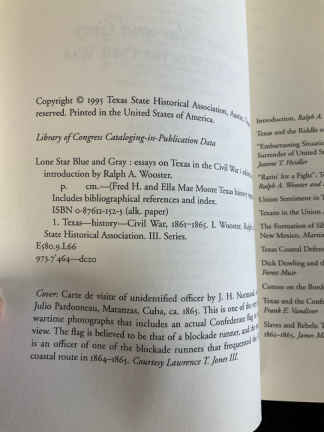 Copyright © 1995 Texas State Historical Association, Austin, Texas
reserved. Printed in the United States of America.
Library of Congress Cataloging-in-Publication Data
Lone Star Blue and Gray : essays on Texas in the Civil War /
introduction by Ralph A. Wooster.
p. cm.—(Fred H. and Ella Mae Moore Texas history
Includes bibliographical references and index.
ISBN 0-87611-152-5 (alk. paper)
1. Texas—history—Civil War, 1861-1865. I. Wooster, Ralph
State Historical Association. III. Series.
E580.9.L66
973.7'464—dc20
Cover: Carte de visite of unidentified officer by J. H. Normand
Julio Pardonneau, Matanzas, Cuba, ca. 1865. This is one of the
wartime photographs that includes an actual Confederate flag in
view. The flag is believed to be that of a blockade runner, and the
is an officer of one of the blockade runners that frequented the
coastal route in 1864-1865. Courtesy Lawrence T. Jones III.
Introduction, Ralph A.
Texas and the Riddle
"Embarrassing Situation
Surrender of United St
Jeanne T. Heidler
"Rarin' for a Fight". T
Ralph A. Wooster and
Union Sentiment in T
Texans in the Union
The Formation of Sib
New Mexico, Martin
Texas Coastal Defense
Dick Dowling and th
Forest Muir
Cotton on the Border
Texas and the Confe
Frank E. Vandiver
Slaves and Rebels: T
1861-1865, James M